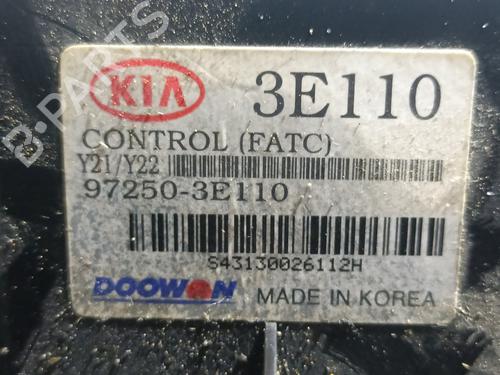 KIA 3E110
CONTROL (FATC)
Y21/Y22
97250-3E110
S43130026112H
DOOWON MADE IN KOREA
B-PARTS